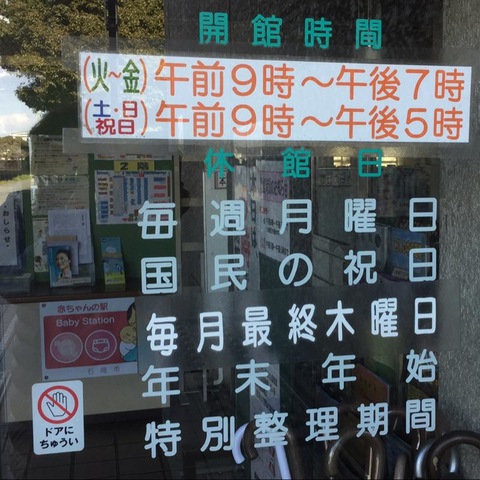 開館時間
(火～金)午前9時～午後7時
(土・日祝日)午前9時～午後5時
休館日
毎週月曜日
国民の祝日
毎月最終木曜日
年末年始
特別整理期間
赤ちゃんの駅
Baby Station
ドアに
ちゅうい